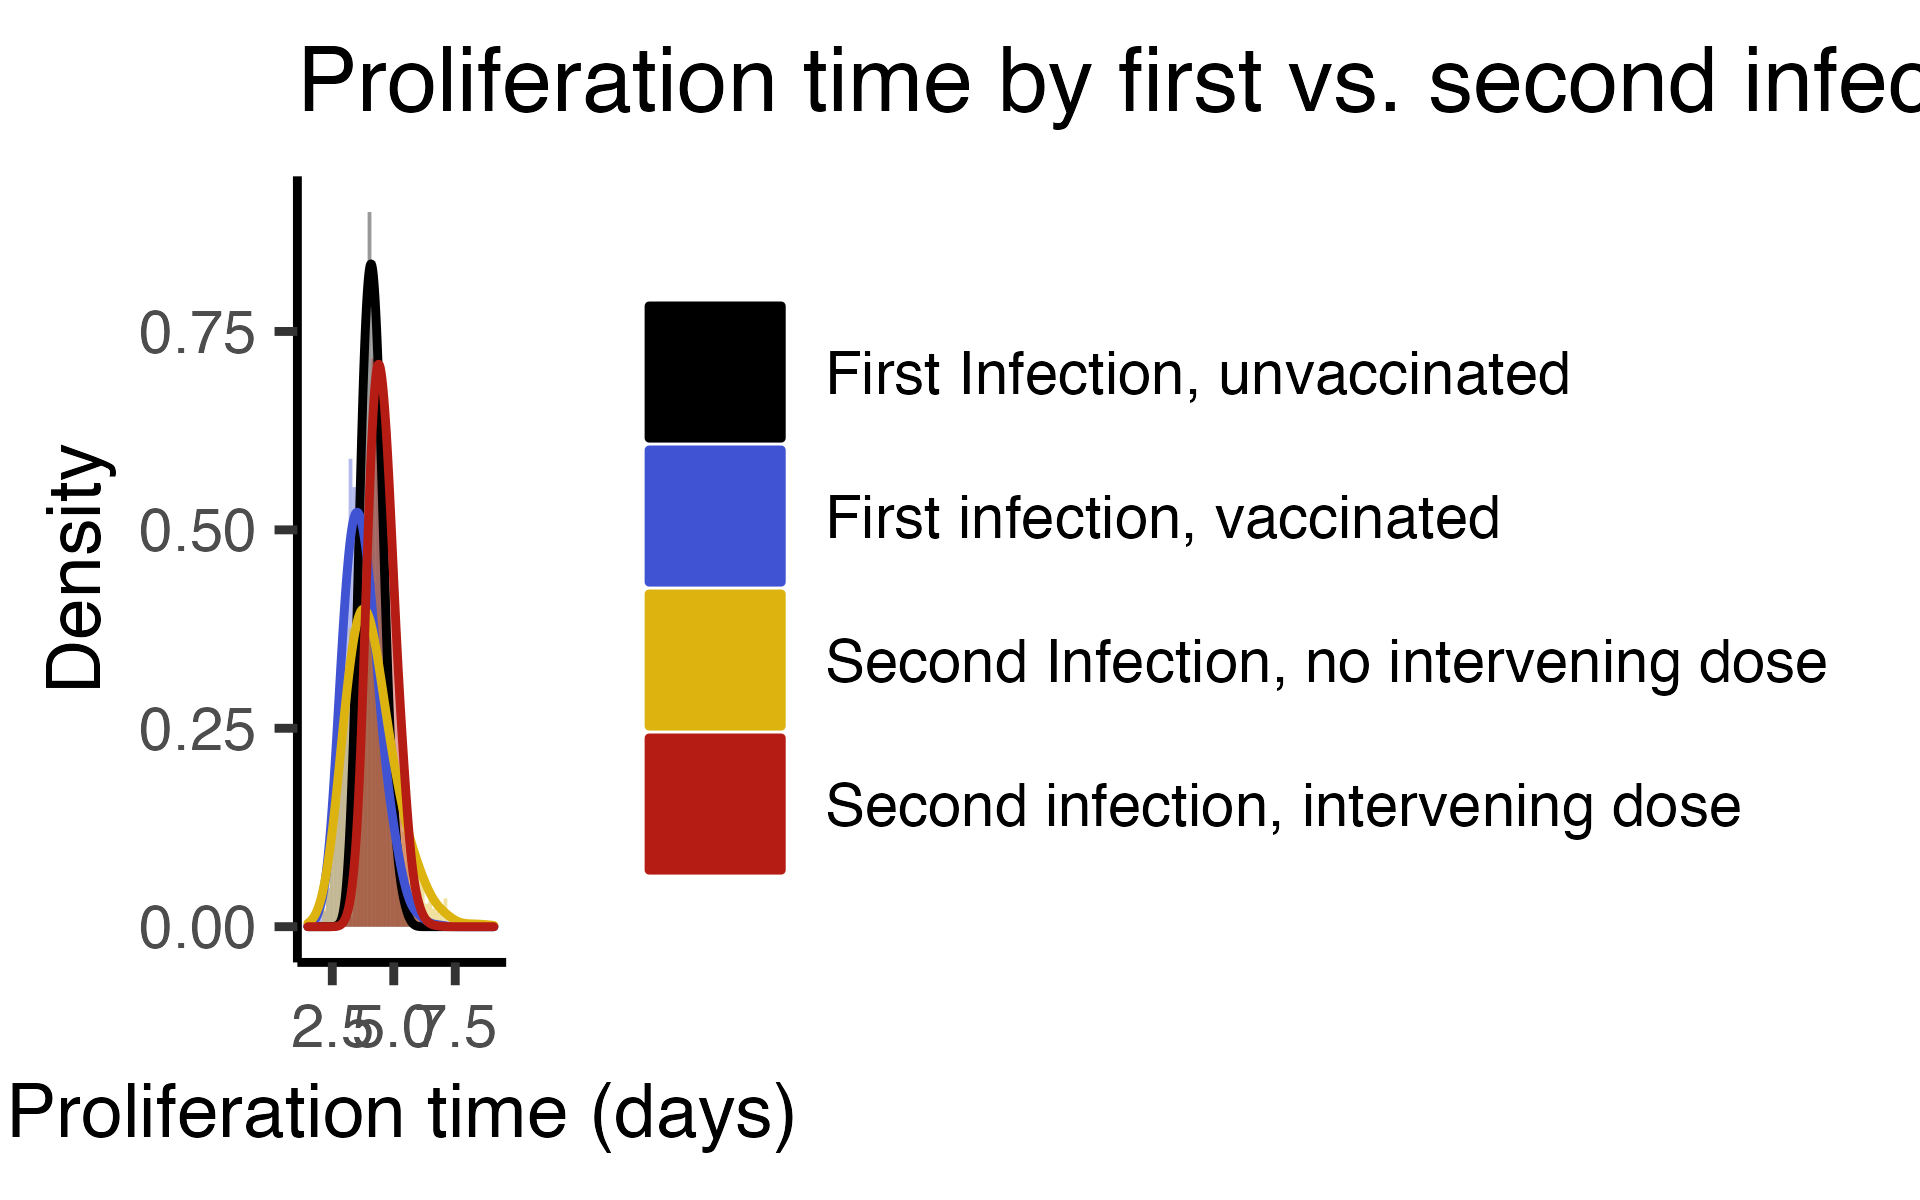 Proliferation time by first vs. second infec
Density
0.75
0.50
0.25
0.00
2.5 5.0 7.5
Proliferation time (days)
First Infection, unvaccinated
First infection, vaccinated
Second Infection, no intervening dose
Second infection, intervening dose